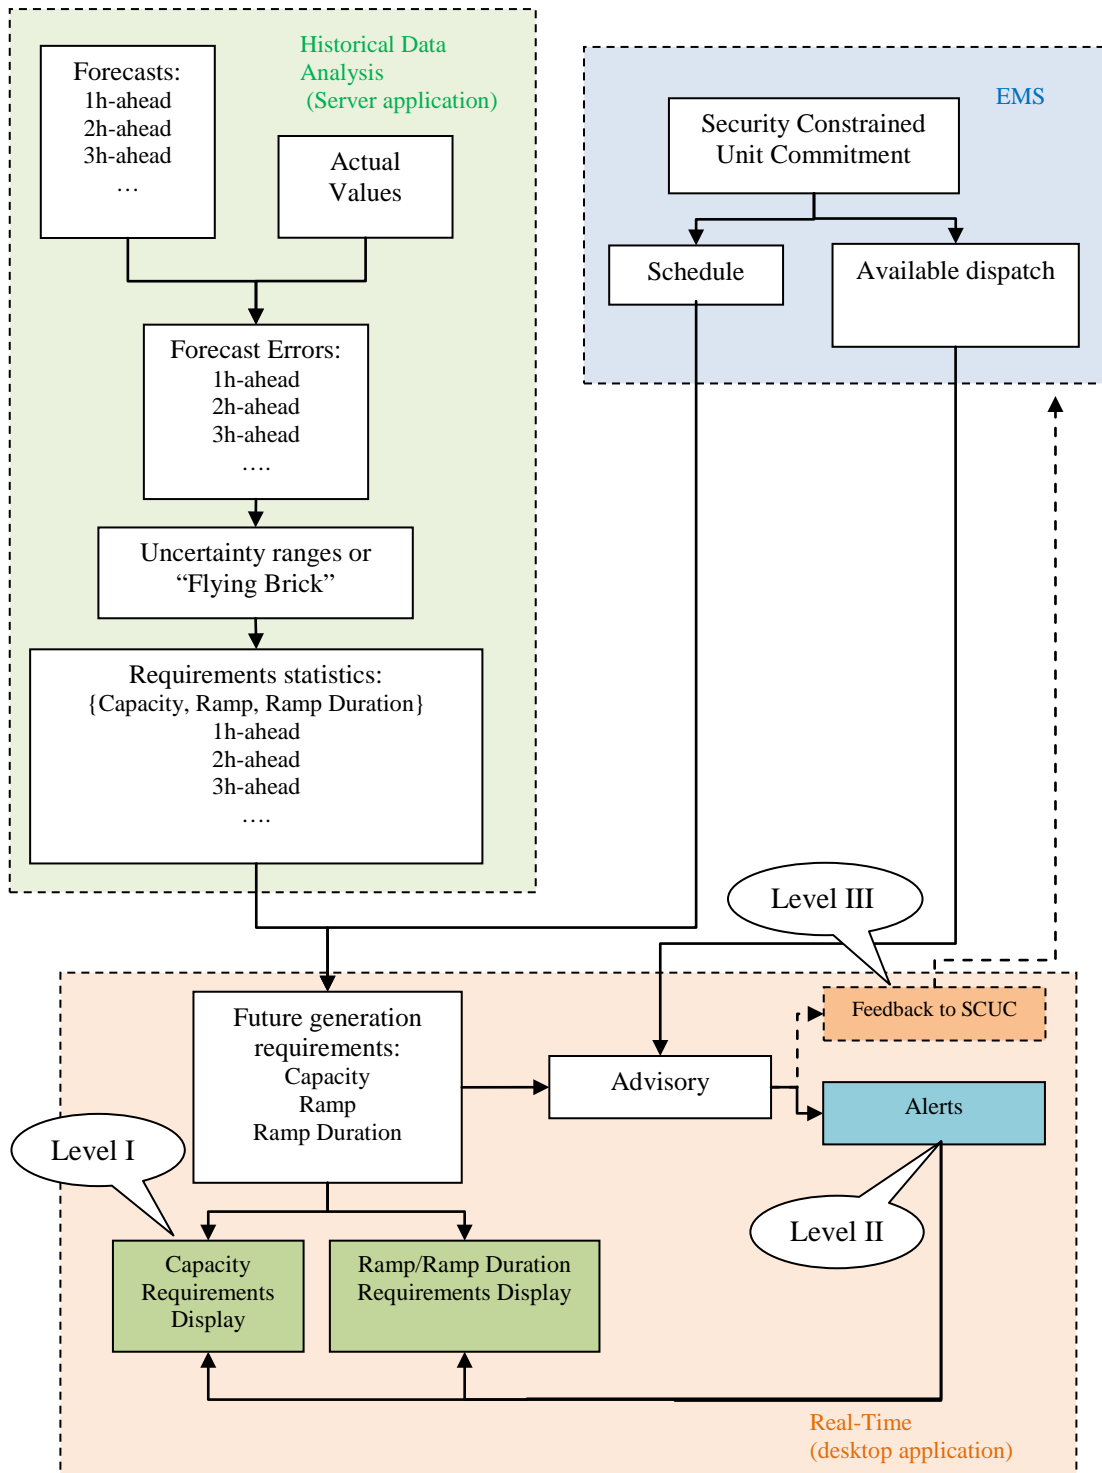 Historical Data
Analysis
(Server application)
Forecasts:
1h-ahead
2h-ahead
3h-ahead
…
Actual
Values
Forecast Errors:
1h-ahead
2h-ahead
3h-ahead
….
Uncertainty ranges or
“Flying Brick”
Requirements statistics:
{Capacity, Ramp, Ramp Duration}
1h-ahead
2h-ahead
3h-ahead
….
EMS
Security Constrained
Unit Commitment
Schedule
Available dispatch
Level III
Future generation
requirements:
Capacity
Ramp
Ramp Duration
Advisory
Feedback to SCUC
Alerts
Level I
Level II
Capacity
Requirements
Display
Ramp/Ramp Duration
Requirements Display
Real-Time
(desktop application)